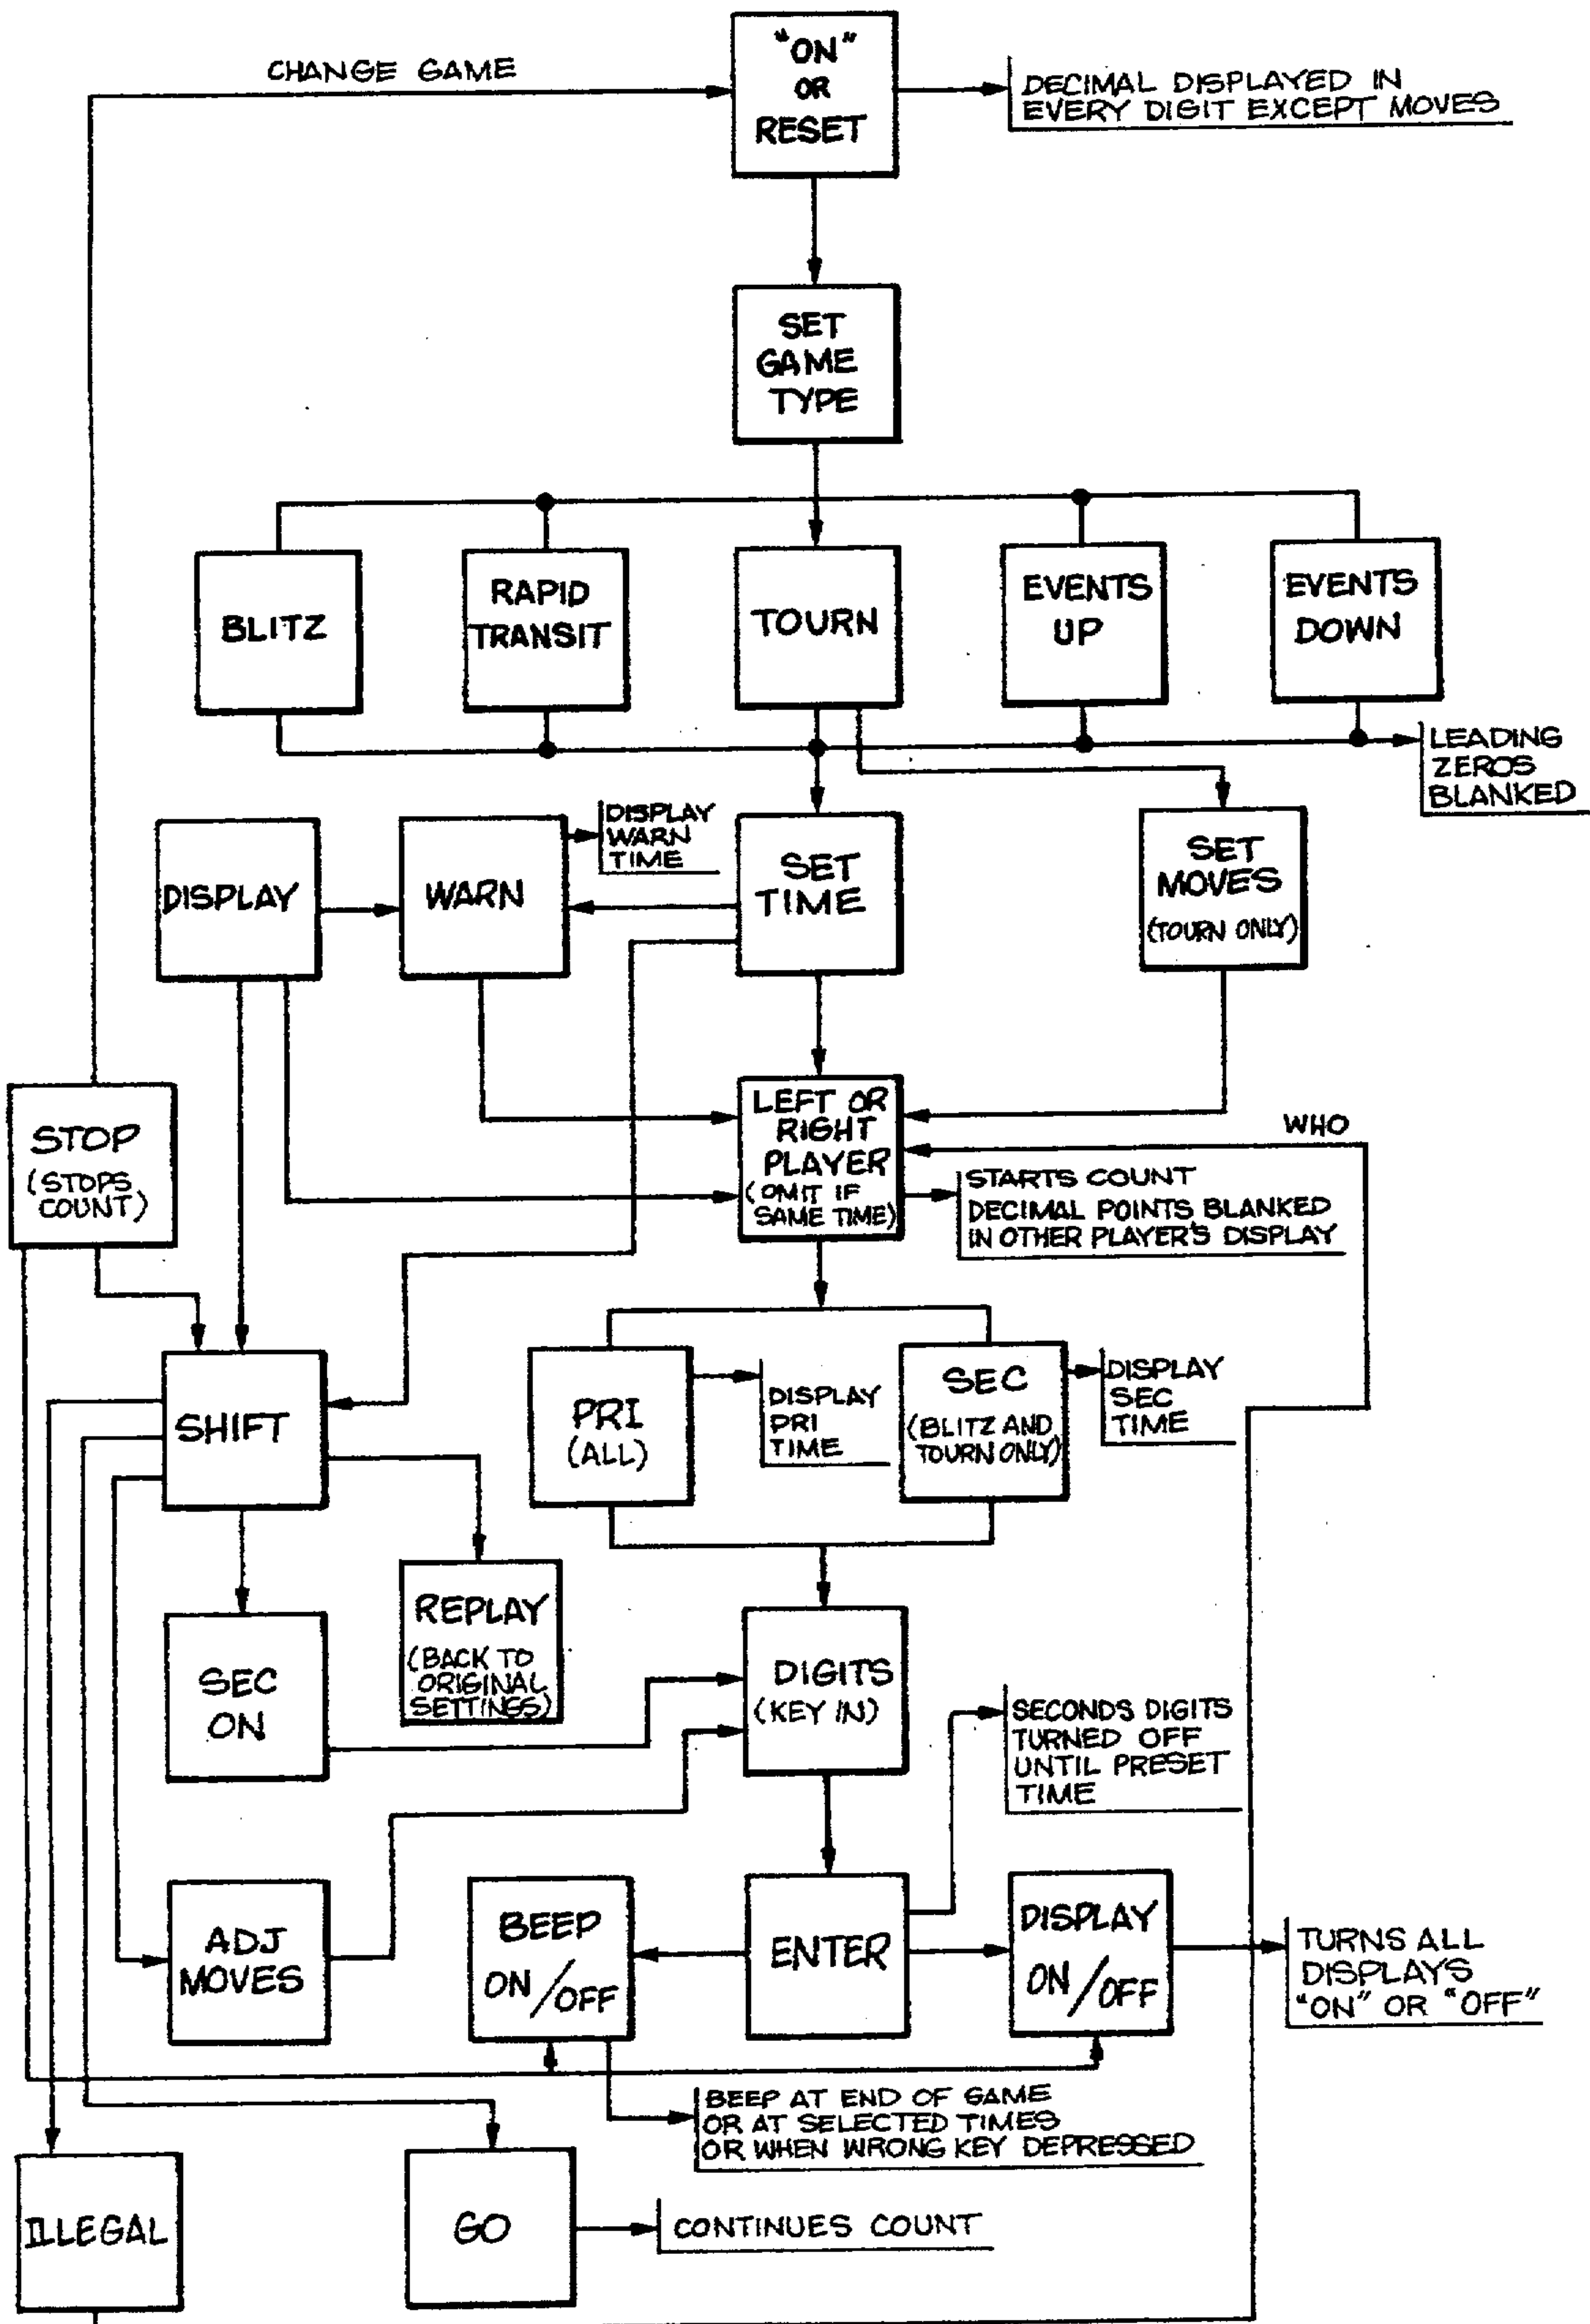 CHANGE GAME
"ON"
OR
RESET
DECIMAL DISPLAYED IN
EVERY DIGIT EXCEPT MOVES
SET
GAME
TYPE
BLITZ
RAPID
TRANSIT
TOURN
EVENTS
UP
EVENTS
DOWN
LEADING
ZEROS
BLANKED
DISPLAY
WARN
DISPLAY
WARN
TIME
SET
TIME
SET
MOVES
(TOURN ONLY)
STOP
(STOPS
COUNT)
LEFT OR
RIGHT
PLAYER
(OMIT IF
SAME TIME)
WHO
STARTS COUNT
DECIMAL POINTS BLANKED
IN OTHER PLAYER'S DISPLAY
SHIFT
PRI
(ALL)
DISPLAY
PRI
TIME
SEC
(BLITZ AND
TOURN ONLY)
DISPLAY
SEC
TIME
SEC
ON
REPLAY
(BACK TO
ORIGINAL
SETTINGS)
DIGITS
(KEY IN)
SECONDS DIGITS
TURNED OFF
UNTIL PRESET
TIME
ADJ
MOVES
BEEP
ON/OFF
ENTER
DISPLAY
ON/OFF
TURNS ALL
DISPLAYS
"ON" OR "OFF"
BEEP AT END OF GAME
OR AT SELECTED TIMES
OR WHEN WRONG KEY DEPRESSED
ILLEGAL
GO
CONTINUES COUNT